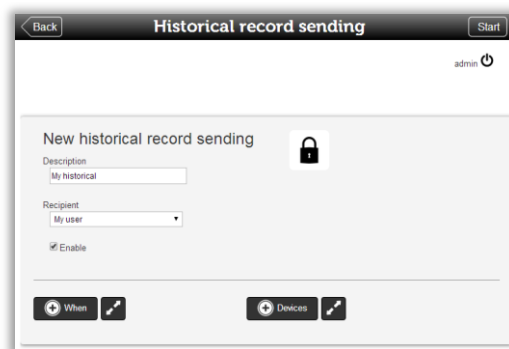 Back Historical record sending Start
admin
New historical record sending
Description
My historical
Recipient
My user
Enable
When Devices